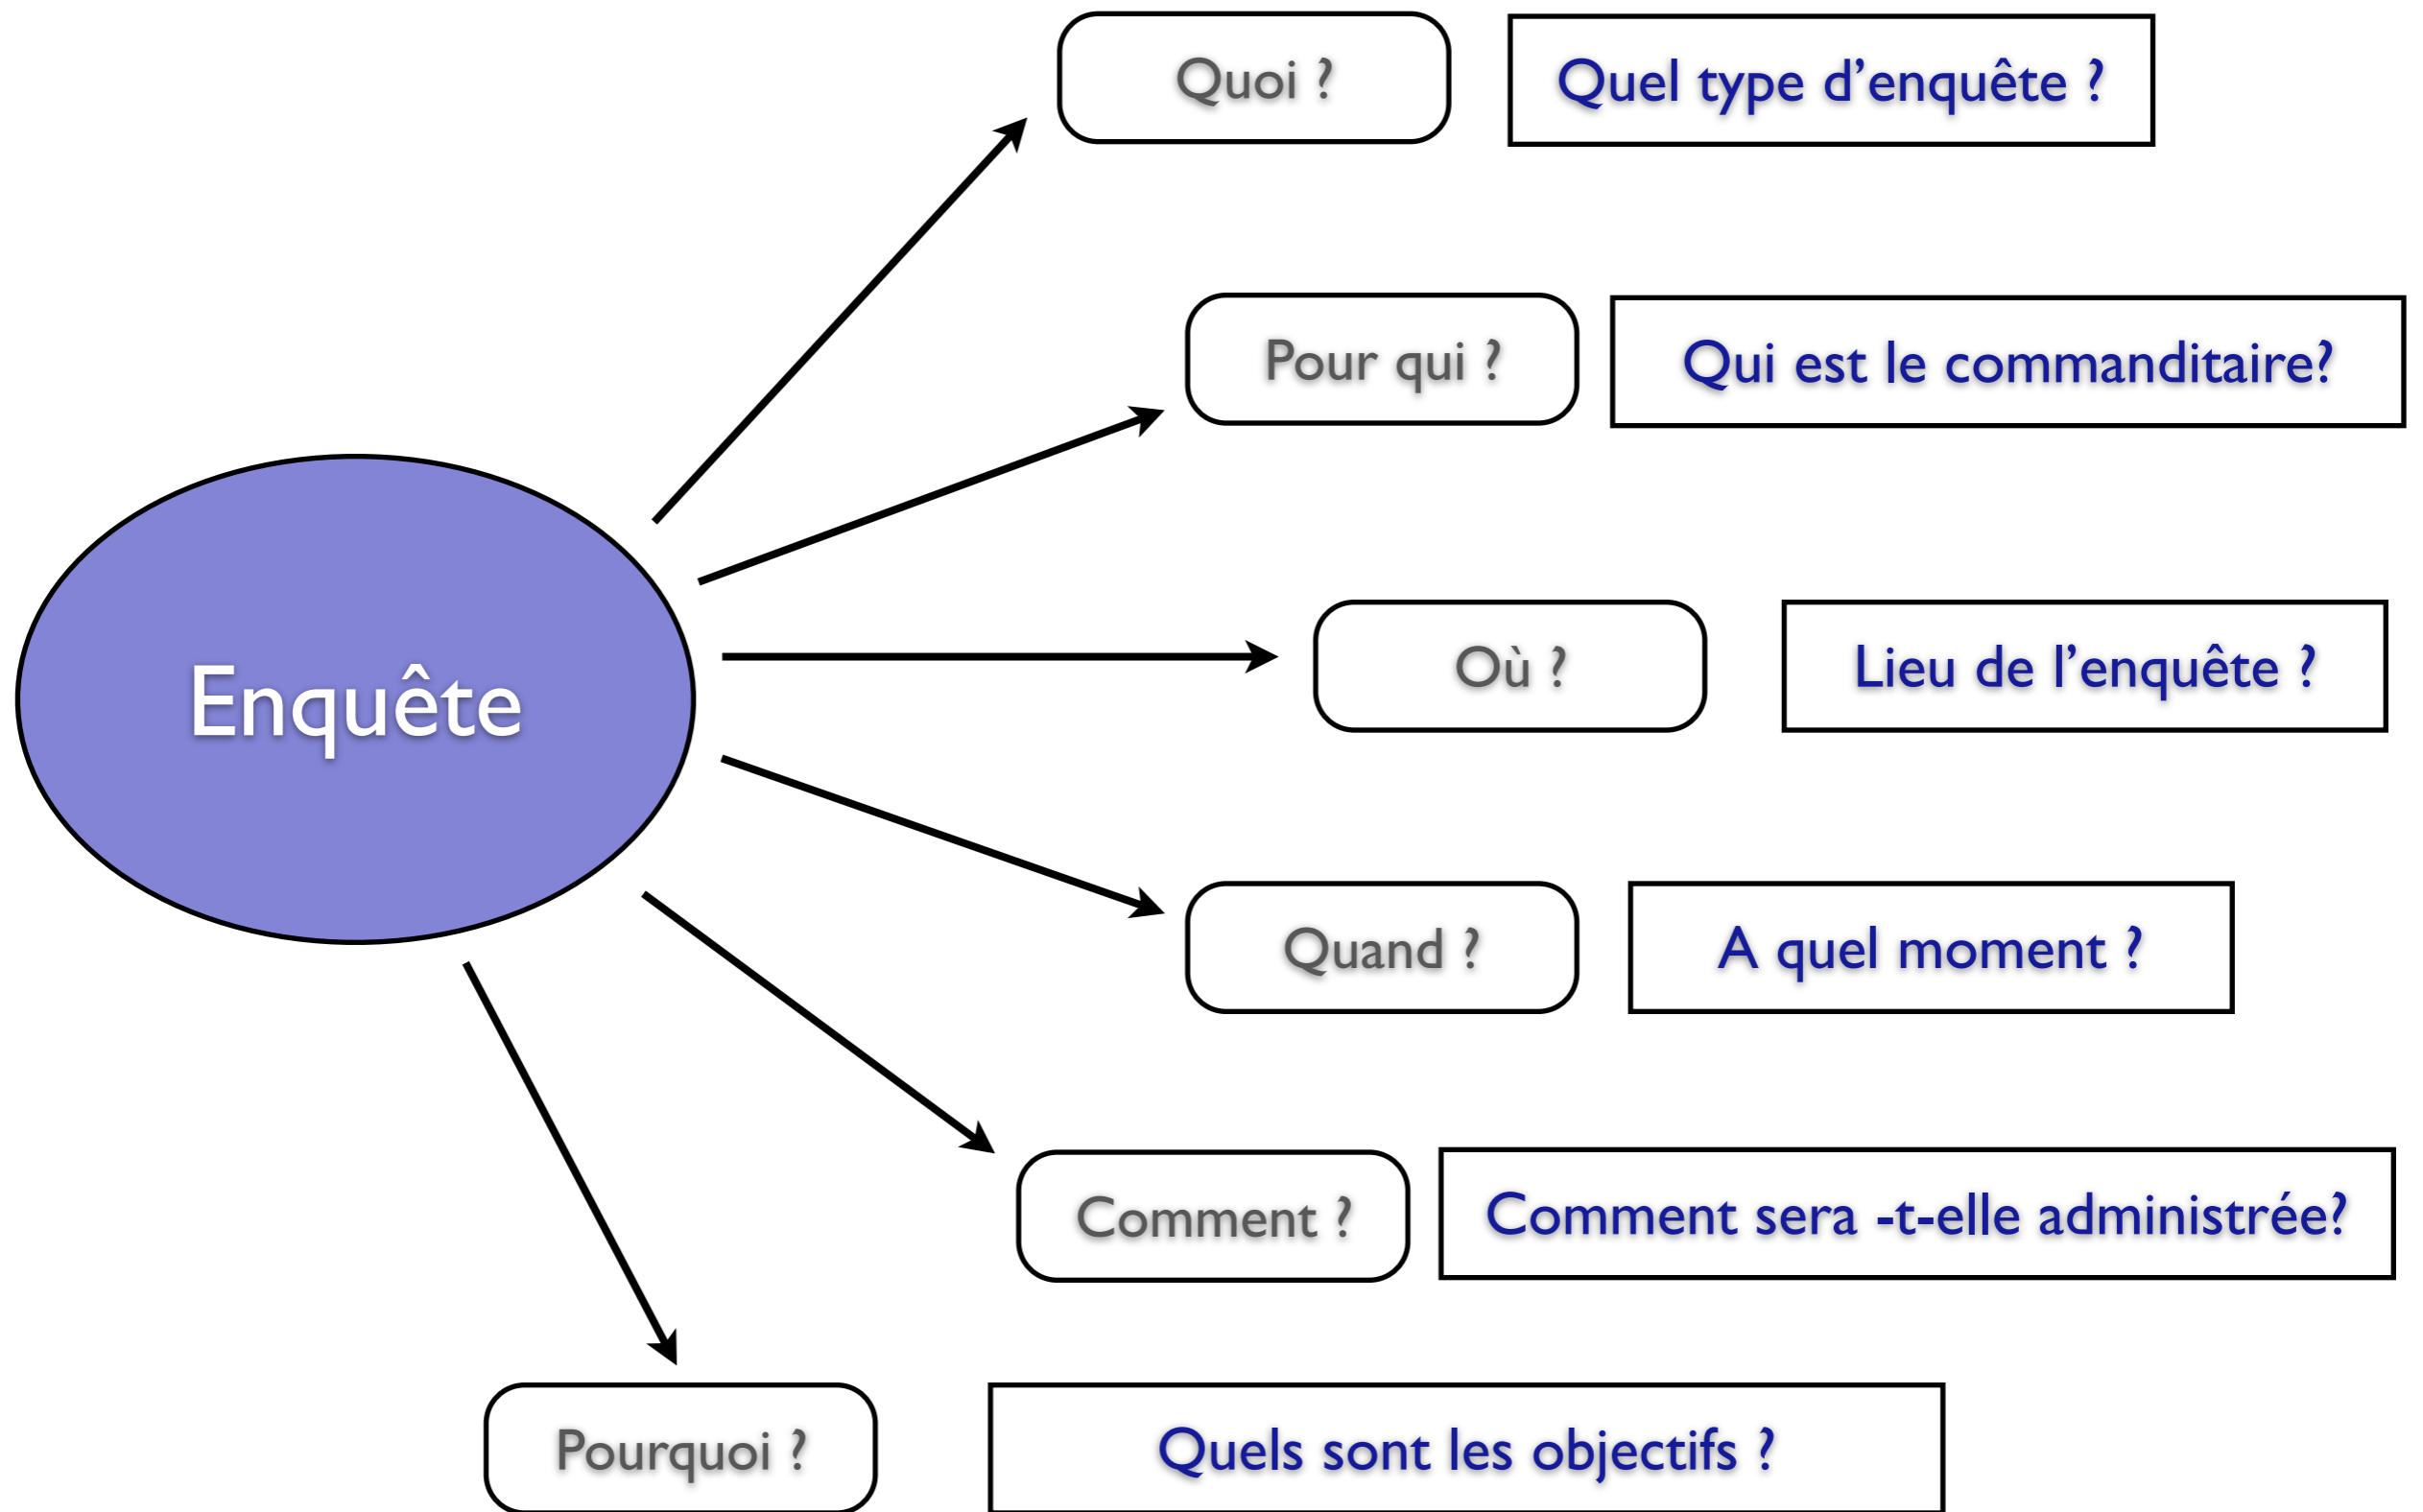 Quoi ?
Quel type d’enquête ?
Pour qui ?
Qui est le commanditaire?
Enquête
Où ?
Lieu de l’enquête ?
Quand ?
A quel moment ?
Comment ?
Comment sera -t-elle administrée?
Pourquoi ?
Quels sont les objectifs ?